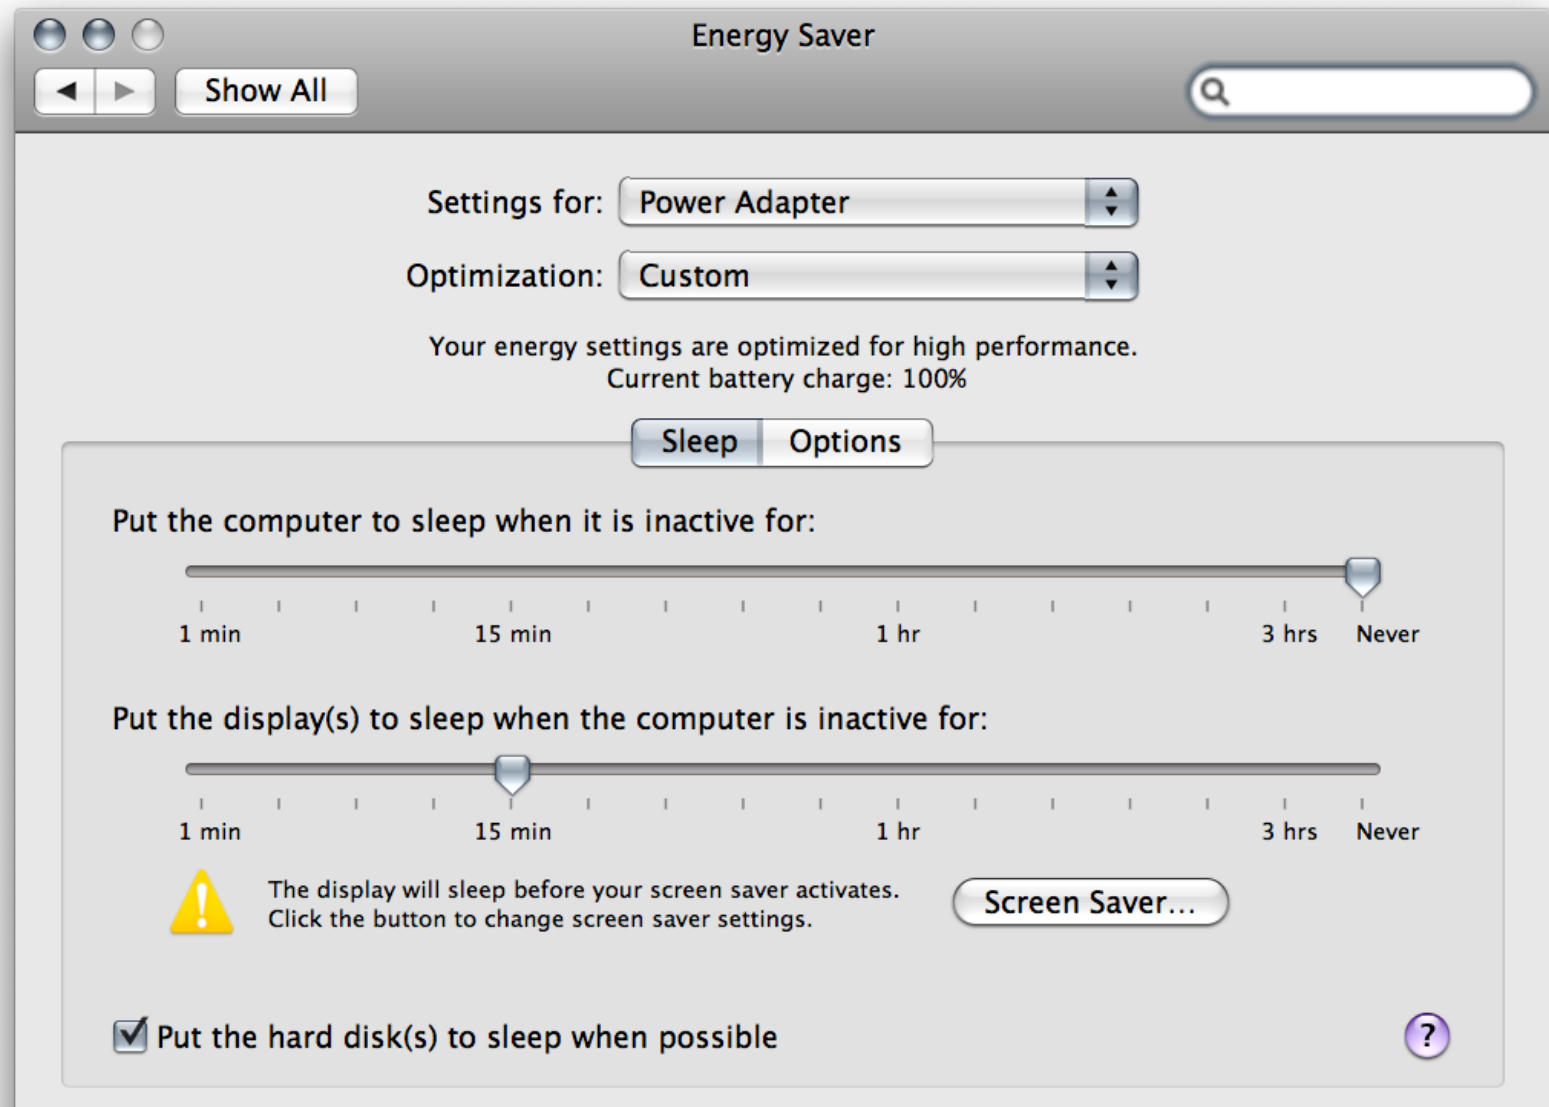 Energy Saver
Show All
Settings for: Power Adapter
Optimization: Custom
Your energy settings are optimized for high performance.
Current battery charge: 100%
Sleep Options
Put the computer to sleep when it is inactive for:
1 min 15 min 1 hr 3 hrs Never
Put the display(s) to sleep when the computer is inactive for:
1 min 15 min 1 hr 3 hrs Never
The display will sleep before your screen saver activates.
Click the button to change screen saver settings.
Screen Saver...
Put the hard disk(s) to sleep when possible
?